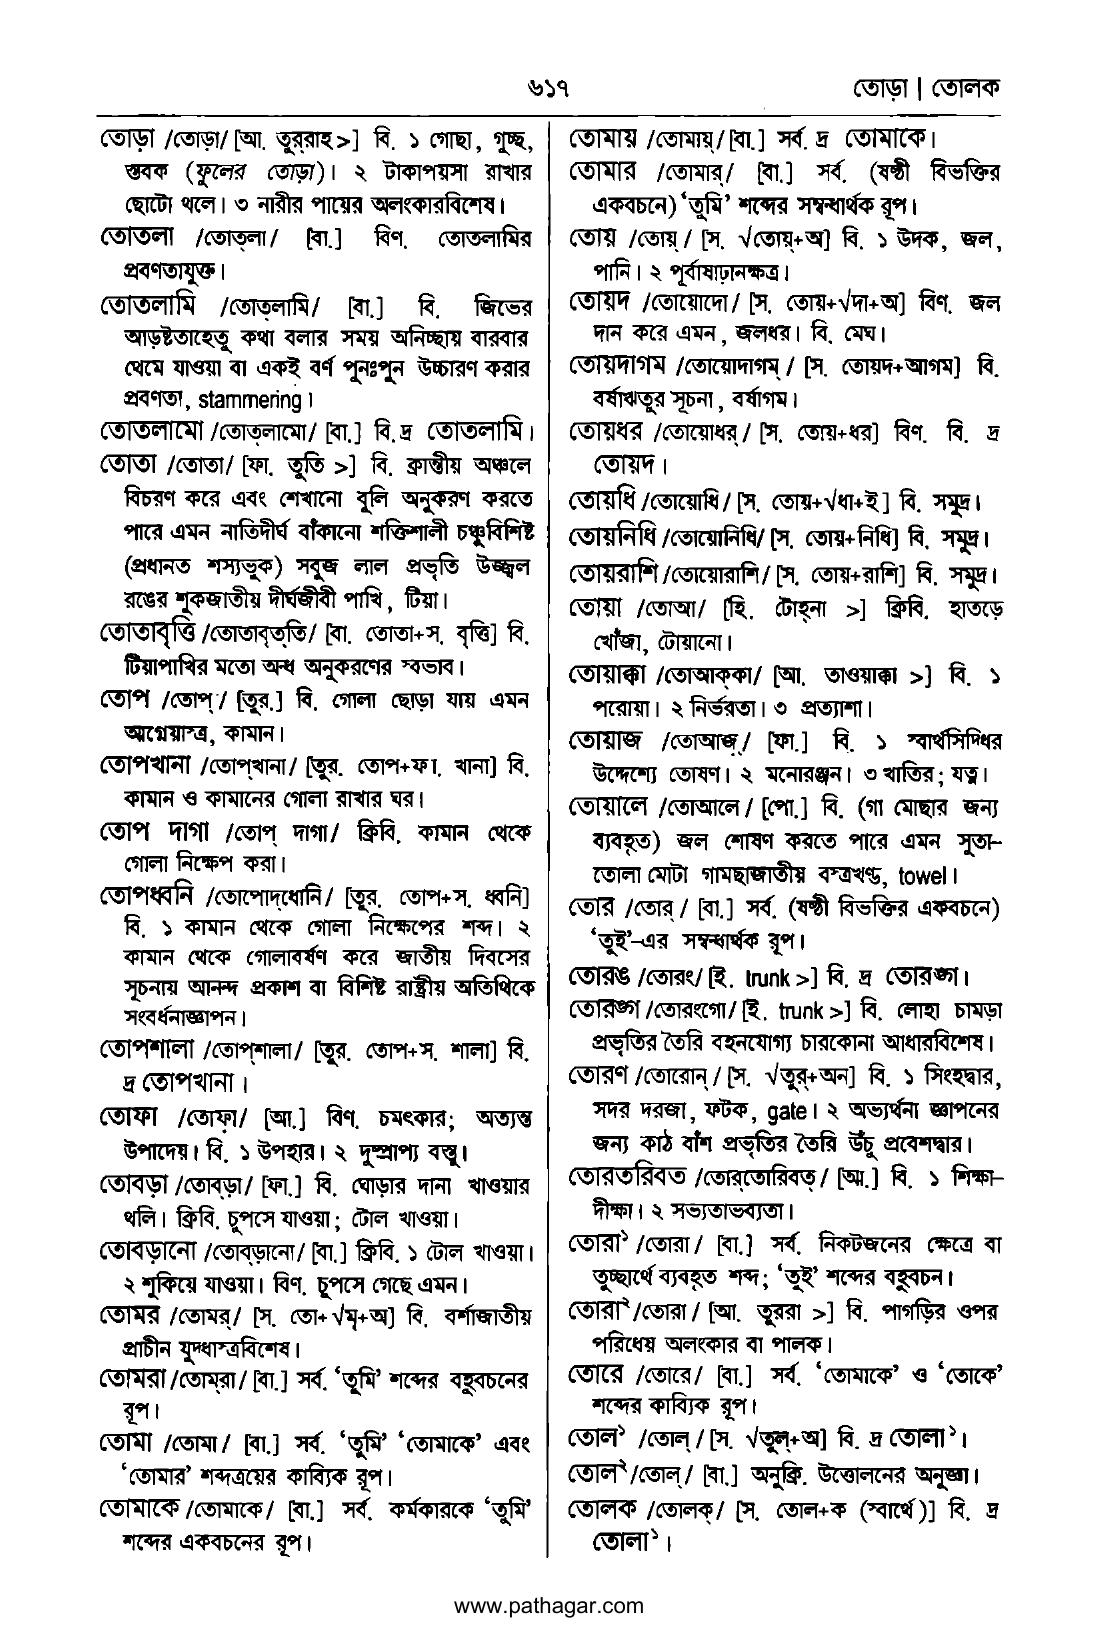 ৬১৭
তোড়া | তোলক
তোড়া /তোড়া/ [আ. তুর্‌রাহ >] বি. ১ গোছা, গুচ্ছ,
স্তবক (ফুলের তোড়া)। ২ টাকাপয়সা রাখার
ছোটো থলে। ৩ নারীর পায়ের অলংকারবিশেষ।
তোতলা /তোত্‌লা/ [বা.] বিণ. তোতলামির
প্রবণতাযুক্ত।
তোতলামি /তোত্‌লামি/ [বা.] বি. জিভের
আড়ষ্টতাহেতু কথা বলার সময় অনিচ্ছায় বারবার
থেমে যাওয়া বা একই বর্ণ পুনঃপুন উচ্চারণ করার
প্রবণতা, stammering।
তোতলামো /তোত্‌লামো/ [বা.] বি. দ্র তোতলামি।
তোতা /তোতা/ [ফা. তূতি >] বি. ক্রান্তীয় অঞ্চলে
বিচরণ করে এবং শেখানো বুলি অনুকরণ করতে
পারে এমন নাতিদীর্ঘ বাঁকানো শক্তিশালী চঞ্চুবিশিষ্ট
(প্রধানত শস্যভুক) সবুজ লাল প্রভৃতি উজ্জ্বল
রঙের শুকজাতীয় দীর্ঘজীবী পাখি, টিয়া।
তোতাবৃত্তি /তোতাবৃত্‌তি/ [বা. তোতা+স. বৃত্তি] বি.
টিয়াপাখির মতো অন্ধ অনুকরণের স্বভাব।
তোপ /তোপ্‌/ [তুর.] বি. গোলা ছোড়া যায় এমন
আগ্নেয়াস্ত্র, কামান।
তোপখানা /তোপ্‌খানা/ [তুর. তোপ+ফা. খানা] বি.
কামান ও কামানের গোলা রাখার ঘর।
তোপ দাগা /তোপ্‌ দাগা/ ক্রিবি. কামান থেকে
গোলা নিক্ষেপ করা।
তোপধ্বনি /তোপোদ্‌ধোনি/ [তুর. তোপ+স. ধ্বনি]
বি. ১ কামান থেকে গোলা নিক্ষেপের শব্দ। ২
কামান থেকে গোলাবর্ষণ করে জাতীয় দিবসের
সূচনায় আনন্দ প্রকাশ বা বিশিষ্ট রাষ্ট্রীয় অতিথিকে
সংবর্ধনাজ্ঞাপন।
তোপশালা /তোপ্‌শালা/ [তুর. তোপ+স. শালা] বি.
দ্র তোপখানা।
তোফা /তোফা/ [আ.] বিণ. চমৎকার; অত্যন্ত
উপাদেয়। বি. ১ উপহার। ২ দুষ্প্রাপ্য বস্তু।
তোবড়া /তোব্‌ড়া/ [ফা.] বি. ঘোড়ার দানা খাওয়ার
থলি। ক্রিবি. চুপসে যাওয়া; টোল খাওয়া।
তোবড়ানো /তোব্‌ড়ানো/ [বা.] ক্রিবি. ১ টোল খাওয়া।
২ শুকিয়ে যাওয়া। বিণ. চুপসে গেছে এমন।
তোমর /তোমর্‌/ [স. তো+√মৃ+অ] বি. বর্শাজাতীয়
প্রাচীন যুদ্ধাস্ত্রবিশেষ।
তোমরা /তোম্‌রা/ [বা.] সর্ব. ‘তুমি’ শব্দের বহুবচনের
রূপ।
তোমা /তোমা/ [বা.] সর্ব. ‘তুমি’ ‘তোমাকে’ এবং
‘তোমার’ শব্দত্রয়ের কাব্যিক রূপ।
তোমাকে /তোমাকে/ [বা.] সর্ব. কর্মকারকে ‘তুমি’
শব্দের একবচনের রূপ।
তোমায় /তোমায়্‌/ [বা.] সর্ব. দ্র তোমাকে।
তোমার /তোমার্‌/ [বা.] সর্ব. (ষষ্ঠী বিভক্তির
একবচনে) ‘তুমি’ শব্দের সম্বন্ধার্থক রূপ।
তোয় /তোয়্‌/ [স. √তোয়্‌+অ] বি. ১ উদক, জল,
পানি। ২ পূর্বাষাঢ়ানক্ষত্র।
তোয়দ /তোয়োদো/ [স. তোয়+√দা+অ] বিণ. জল
দান করে এমন, জলধর। বি. মেঘ।
তোয়দাগম /তোয়োদাগম্‌/ [স. তোয়দ+আগম] বি.
বর্ষাঋতুর সূচনা, বর্ষাগম।
তোয়ধর /তোয়োধর্‌/ [স. তোয়+ধর] বিণ. বি. দ্র
তোয়দ।
তোয়ধি /তোয়োধি/ [স. তোয়+√ধা+ই] বি. সমুদ্র।
তোয়নিধি /তোয়োনিধি/ [স. তোয়+নিধি] বি. সমুদ্র।
তোয়রাশি /তোয়োরাশি/ [স. তোয়+রাশি] বি. সমুদ্র।
তোয়া /তোআ/ [হি. টোহ্‌না >] ক্রিবি. হাতড়ে
খোঁজা, টোয়ানো।
তোয়াক্কা /তোআক্‌কা/ [আ. তাওয়াক্কা >] বি. ১
পরোয়া। ২ নির্ভরতা। ৩ প্রত্যাশা।
তোয়াজ /তোআজ়্‌/ [ফা.] বি. ১ স্বার্থসিদ্ধির
উদ্দেশ্যে তোষণ। ২ মনোরঞ্জন। ৩ খাতির; যত্ন।
তোয়ালে /তোআলে/ [পো.] বি. (গা মোছার জন্য
ব্যবহৃত) জল শোষণ করতে পারে এমন সুতা-
তোলা মোটা গামছাজাতীয় বস্ত্রখণ্ড, towel।
তোর /তোর্‌/ [বা.] সর্ব. (ষষ্ঠী বিভক্তির একবচনে)
‘তুই’-এর সম্বন্ধার্থক রূপ।
তোরঙ /তোরং/ [ই. trunk >] বি. দ্র তোরঙ্গ।
তোরঙ্গ /তোরংগো/ [ই. trunk >] বি. লোহা চামড়া
প্রভৃতির তৈরি বহনযোগ্য চারকোনা আধারবিশেষ।
তোরণ /তোরোন্‌/ [স. √তুর্‌+অন] বি. ১ সিংহদ্বার,
সদর দরজা, ফটক, gate। ২ অভ্যর্থনা জ্ঞাপনের
জন্য কাঠ বাঁশ প্রভৃতির তৈরি উঁচু প্রবেশদ্বার।
তোরতরিবত /তোর্‌তোরিবত্‌/ [আ.] বি. ১ শিক্ষা-
দীক্ষা। ২ সভ্যতাভব্যতা।
তোরা¹ /তোরা/ [বা.] সর্ব. নিকটজনের ক্ষেত্রে বা
তুচ্ছার্থে ব্যবহৃত শব্দ; ‘তুই’ শব্দের বহুবচন।
তোরা² /তোরা/ [আ. তুররা >] বি. পাগড়ির ওপর
পরিধেয় অলংকার বা পালক।
তোরে /তোরে/ [বা.] সর্ব. ‘তোমাকে’ ও ‘তোকে’
শব্দের কাব্যিক রূপ।
তোল¹ /তোল্‌/ [স. √তুল্‌+অ] বি. দ্র তোলা¹।
তোল² /তোল্‌/ [বা.] অনুক্রি. উত্তোলনের অনুজ্ঞা।
তোলক /তোলক্‌/ [স. তোল+ক (স্বার্থে)] বি. দ্র
তোলা¹।
www.pathagar.com